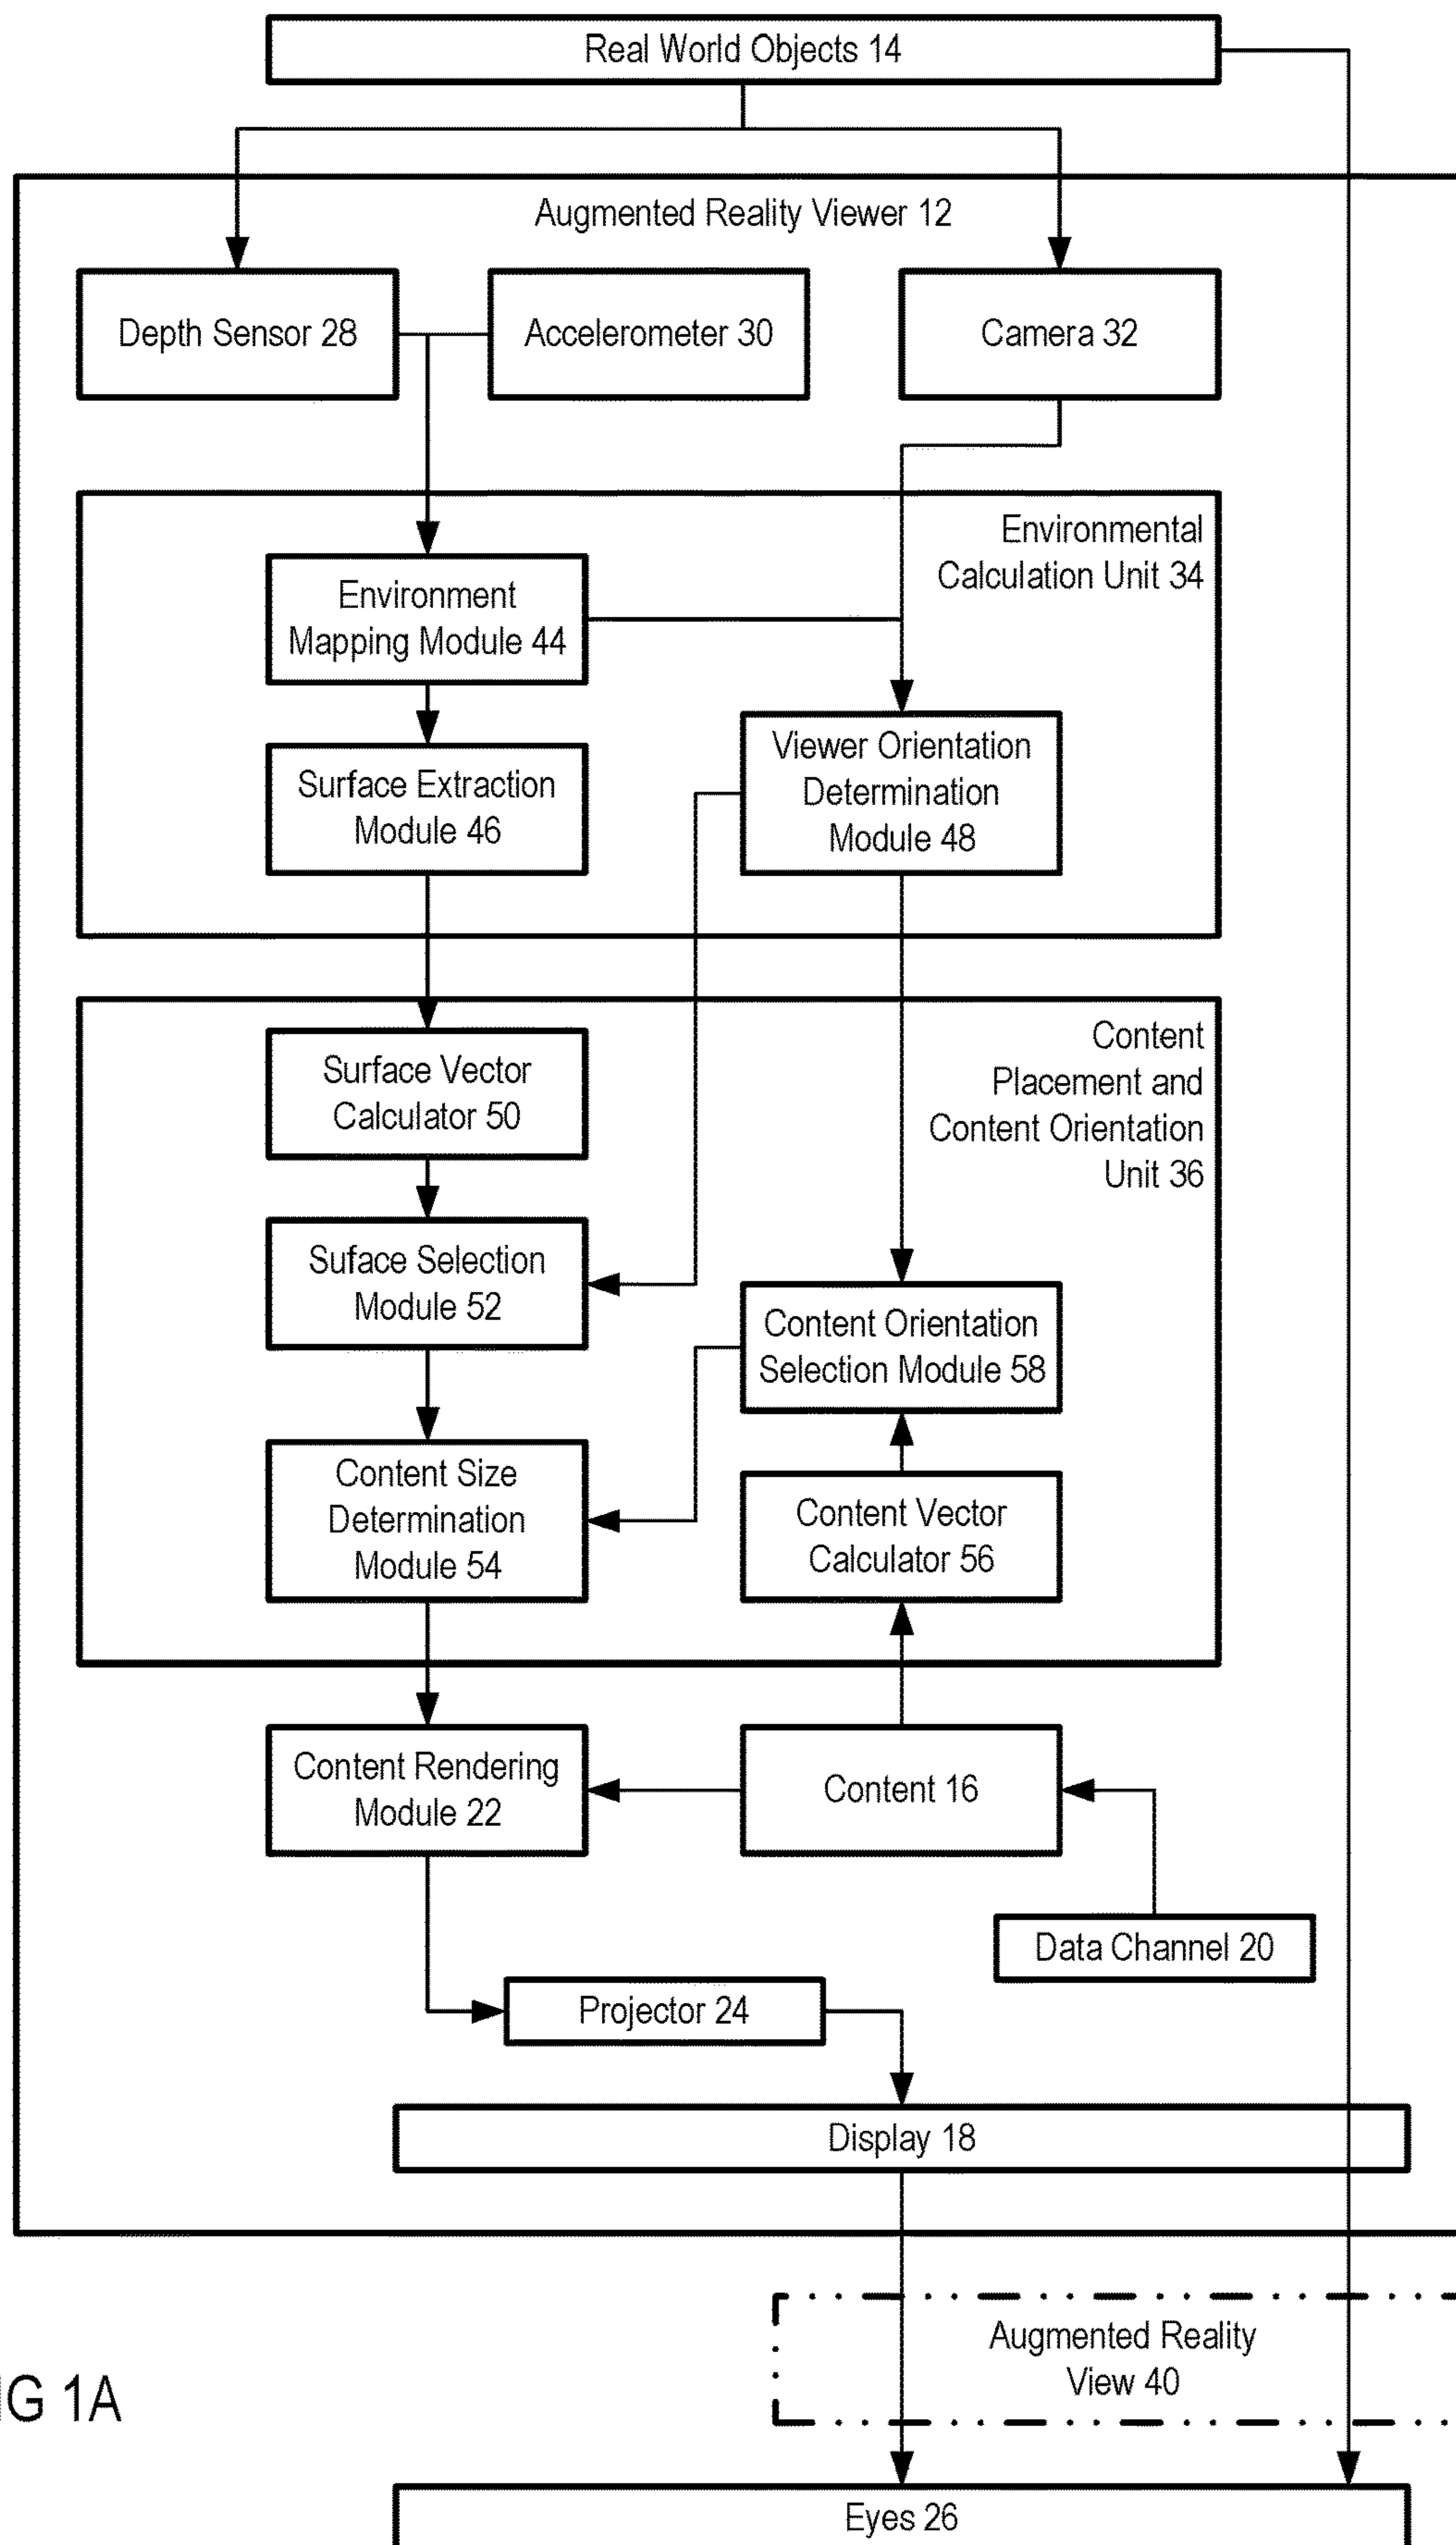 Real World Objects 14
Augmented Reality Viewer 12
Depth Sensor 28
Accelerometer 30
Camera 32
Environmental
Calculation Unit 34
Environment
Mapping Module 44
Viewer Orientation
Determination
Module 48
Surface Extraction
Module 46
Content
Placement and
Content Orientation
Unit 36
Surface Vector
Calculator 50
Suface Selection
Module 52
Content Orientation
Selection Module 58
Content Size
Determination
Module 54
Content Vector
Calculator 56
Content Rendering
Module 22
Content 16
Data Channel 20
Projector 24
Display 18
Augmented Reality
View 40
IG 1A
Eyes 26